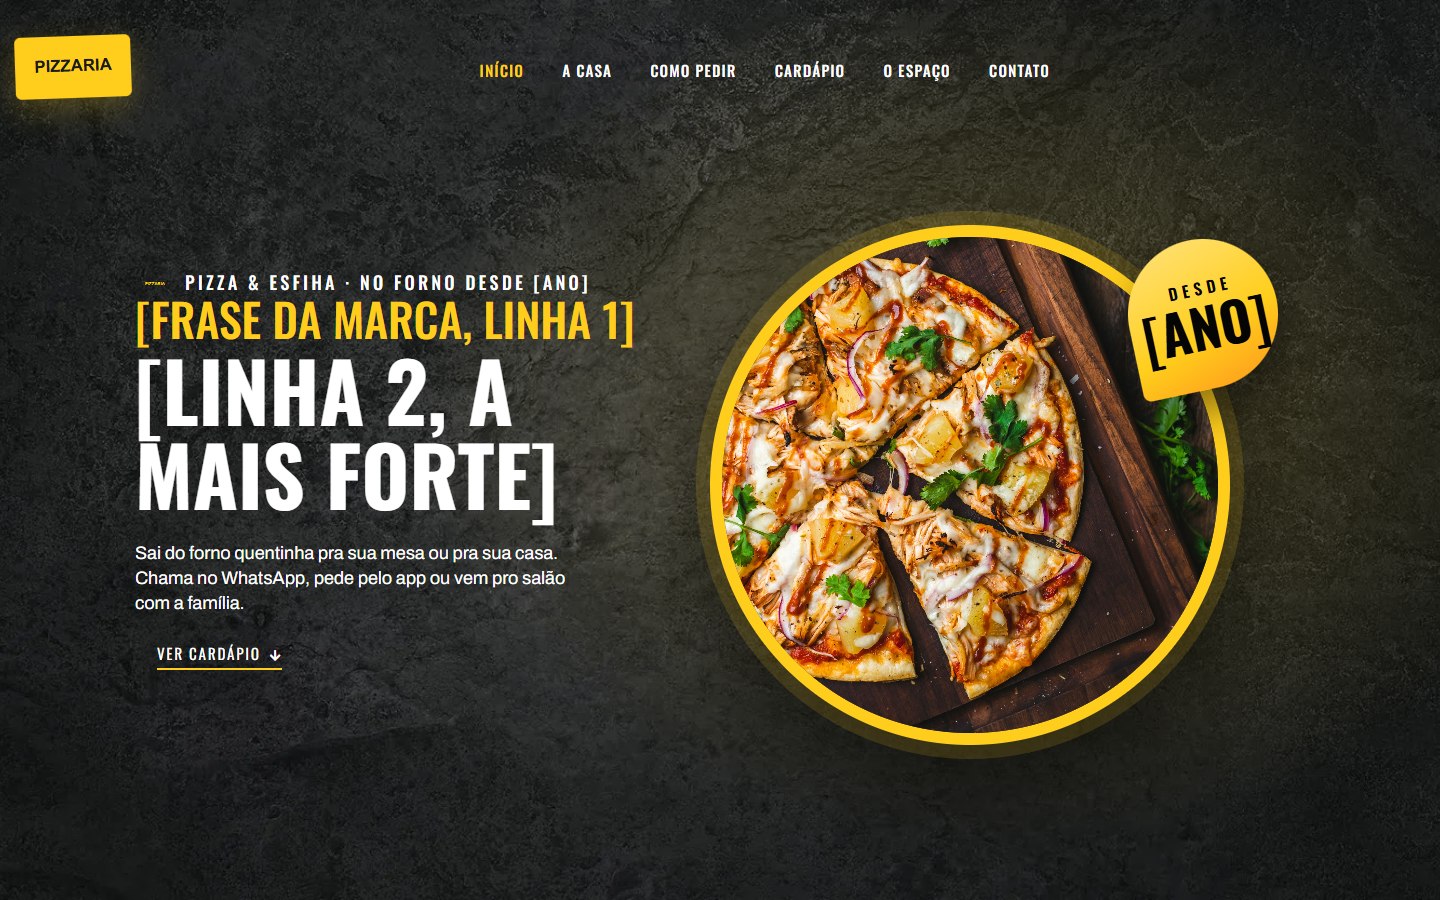 PIZZARIA
INÍCIO A CASA COMO PEDIR CARDÁPIO O ESPAÇO CONTATO
PIZZARIA
PIZZA & ESFIHA · NO FORNO DESDE [ANO]
[FRASE DA MARCA, LINHA 1]
[LINHA 2, A
MAIS FORTE]
Sai do forno quentinha pra sua mesa ou pra sua casa.
Chama no WhatsApp, pede pelo app ou vem pro salão
com a família.
VER CARDÁPIO ↓
DESDE
[ANO]